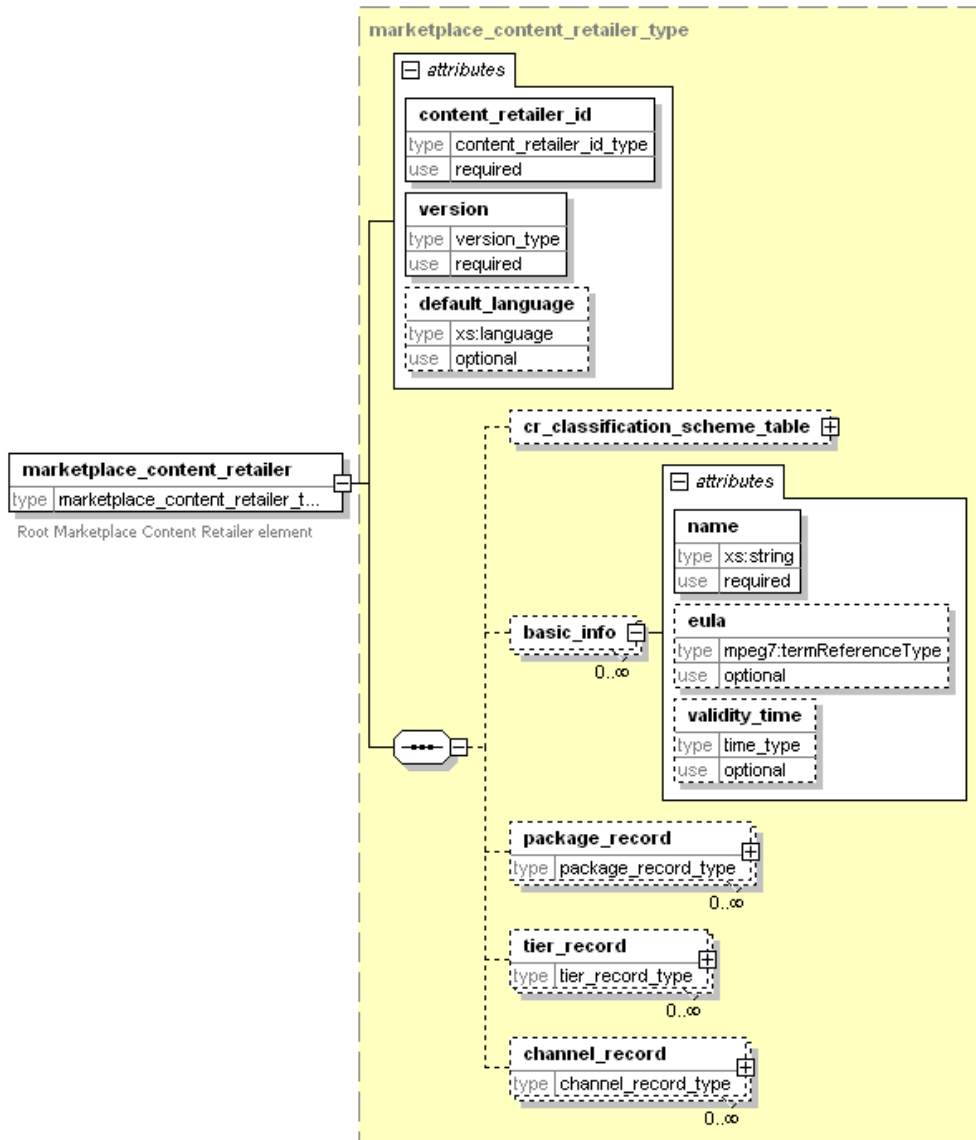 marketplace_content_retailer_type
attributes
content_retailer_id
type content_retailer_id_type
use required
version
type version_type
use required
default_language
type xs:language
use optional
cr_classification_scheme_table
marketplace_content_retailer
type marketplace_content_retailer_t...
Root Marketplace Content Retailer element
attributes
name
type xs:string
use required
basic_info
0..∞
eula
type mpeg7:termReferenceType
use optional
validity_time
type time_type
use optional
package_record
type package_record_type
0..∞
tier_record
type tier_record_type
0..∞
channel_record
type channel_record_type
0..∞